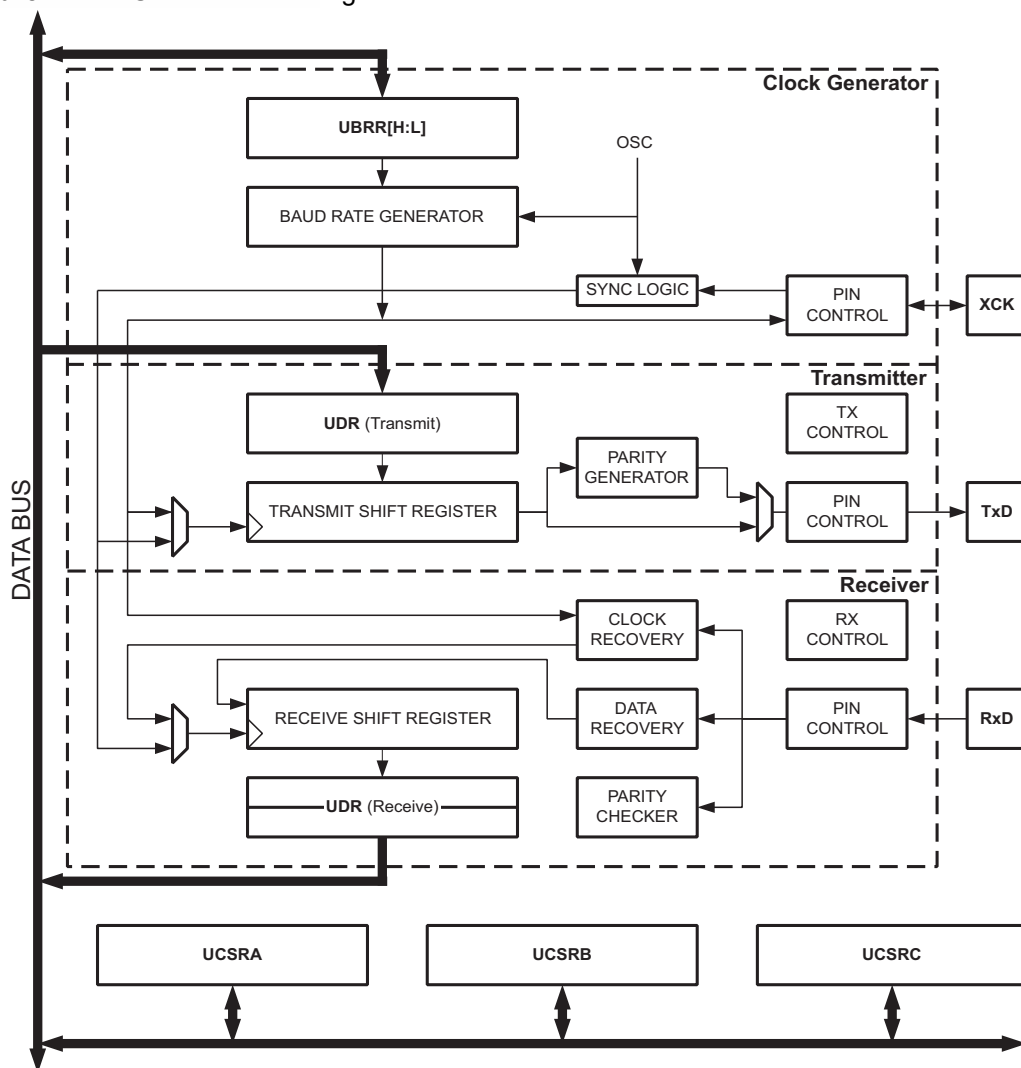 Clock Generator
UBRR[H:L]
OSC
BAUD RATE GENERATOR
SYNC LOGIC
PIN
CONTROL
XCK
Transmitter
TX
CONTROL
UDR (Transmit)
PARITY
GENERATOR
TRANSMIT SHIFT REGISTER
PIN
CONTROL
TxD
DATA BUS
Receiver
CLOCK
RECOVERY
RX
CONTROL
RECEIVE SHIFT REGISTER
DATA
RECOVERY
PIN
CONTROL
RxD
UDR (Receive)
PARITY
CHECKER
UCSRA
UCSRB
UCSRC